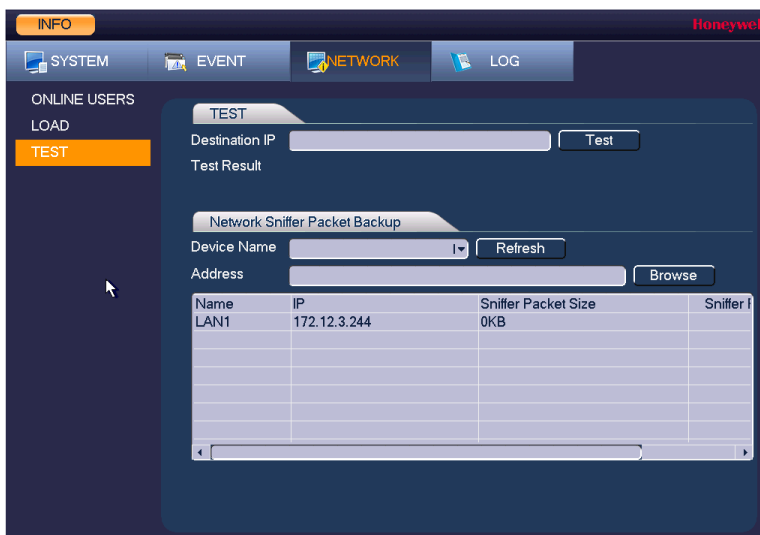 INFO
Honeywel
SYSTEM EVENT NETWORK LOG
ONLINE USERS
LOAD
TEST
TEST
Destination IP Test
Test Result
Network Sniffer Packet Backup
Device Name Refresh
Address Browse
Name IP Sniffer Packet Size Sniffer
LAN1 172.12.3.244 0KB